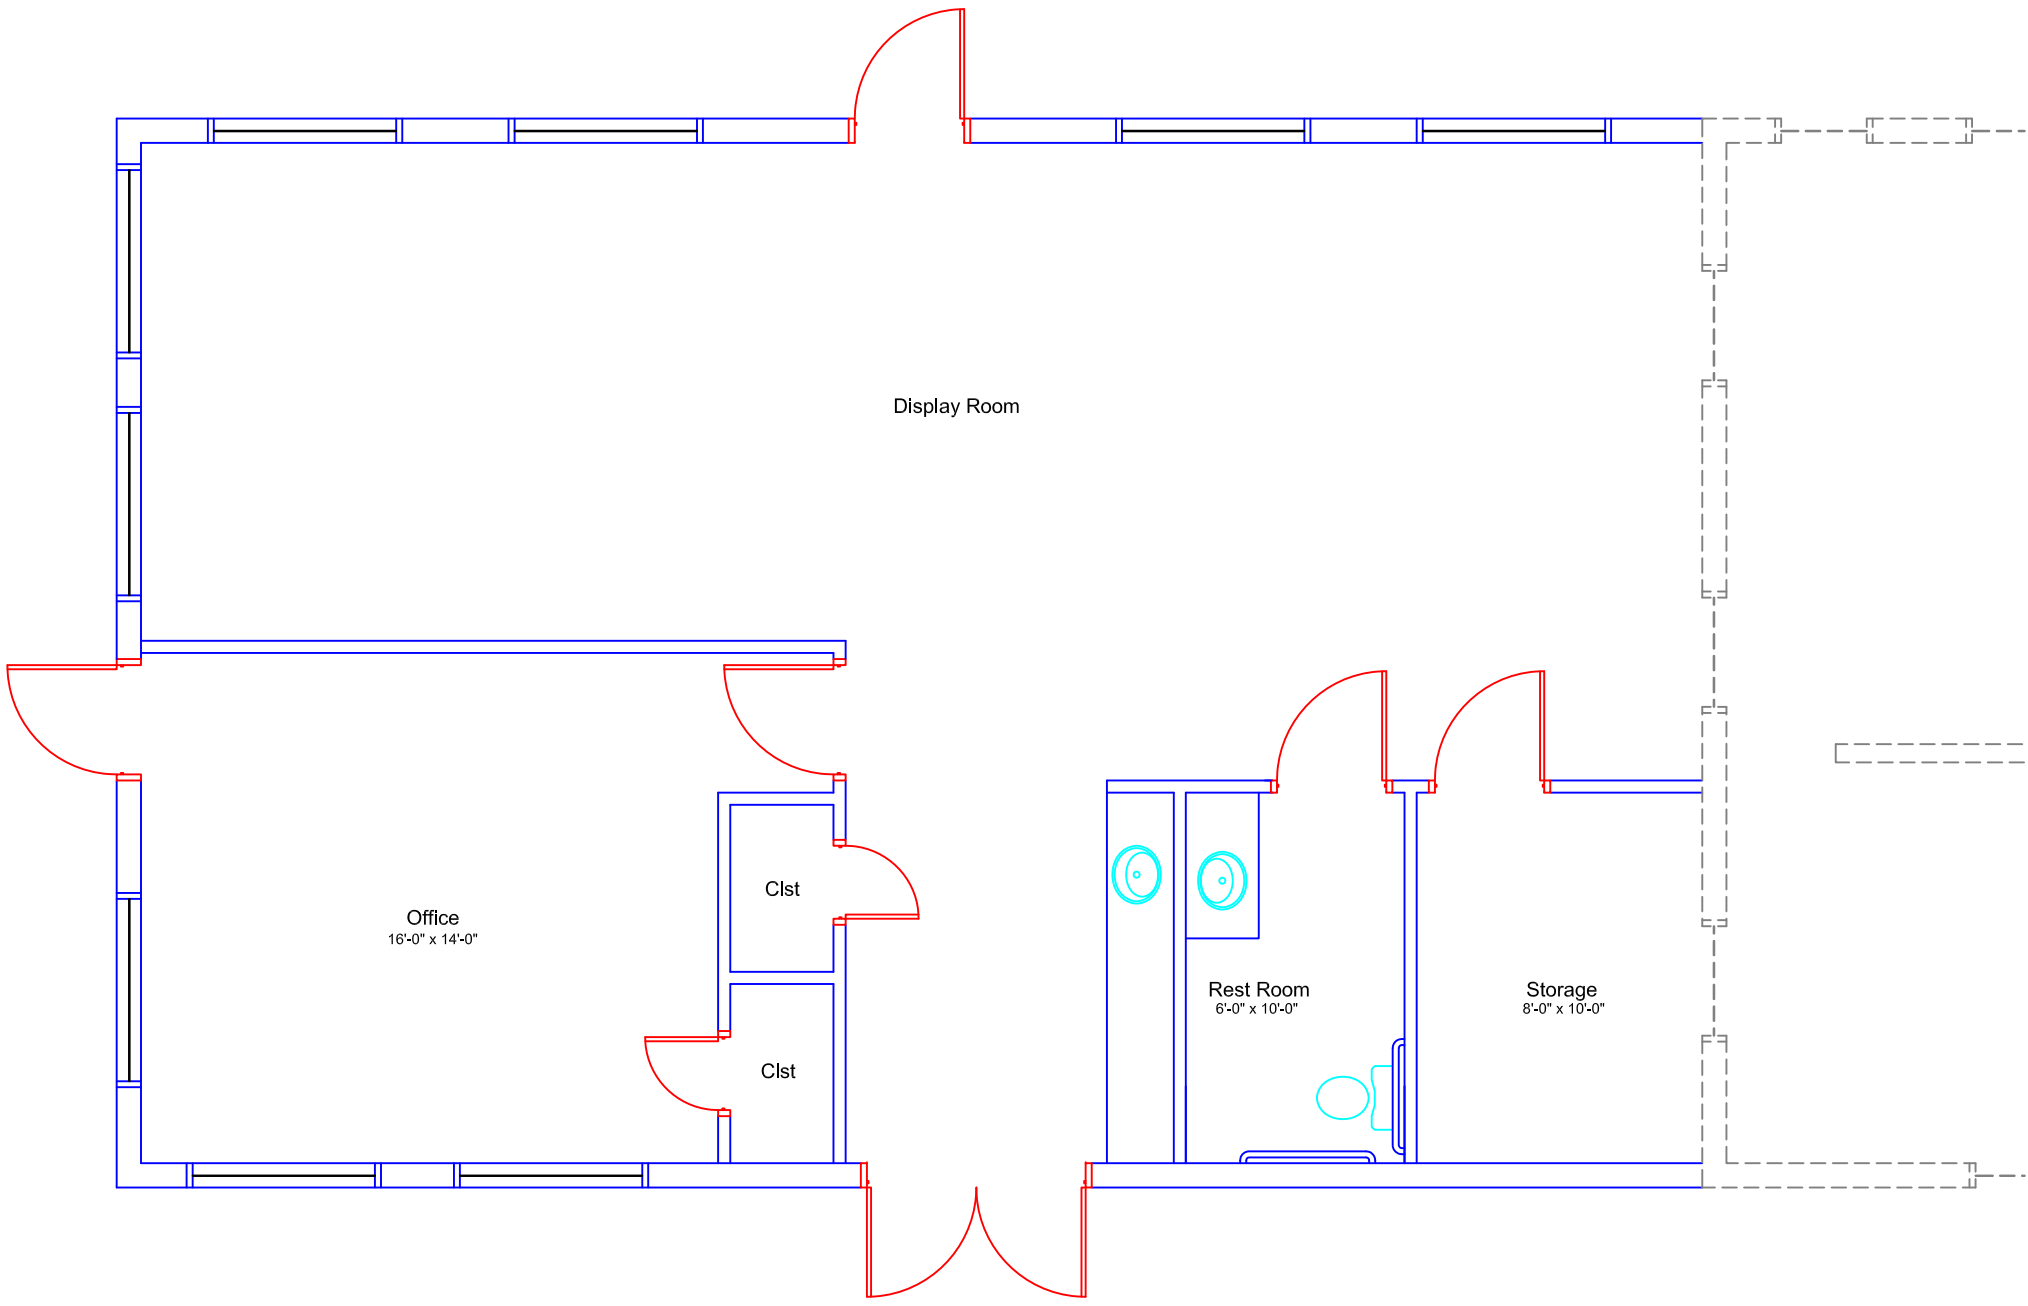 Display Room
Clst
Office
16'-0" x 14'-0"
Rest Room
6'-0" x 10'-0"
Storage
8'-0" x 10'-0"
Clst